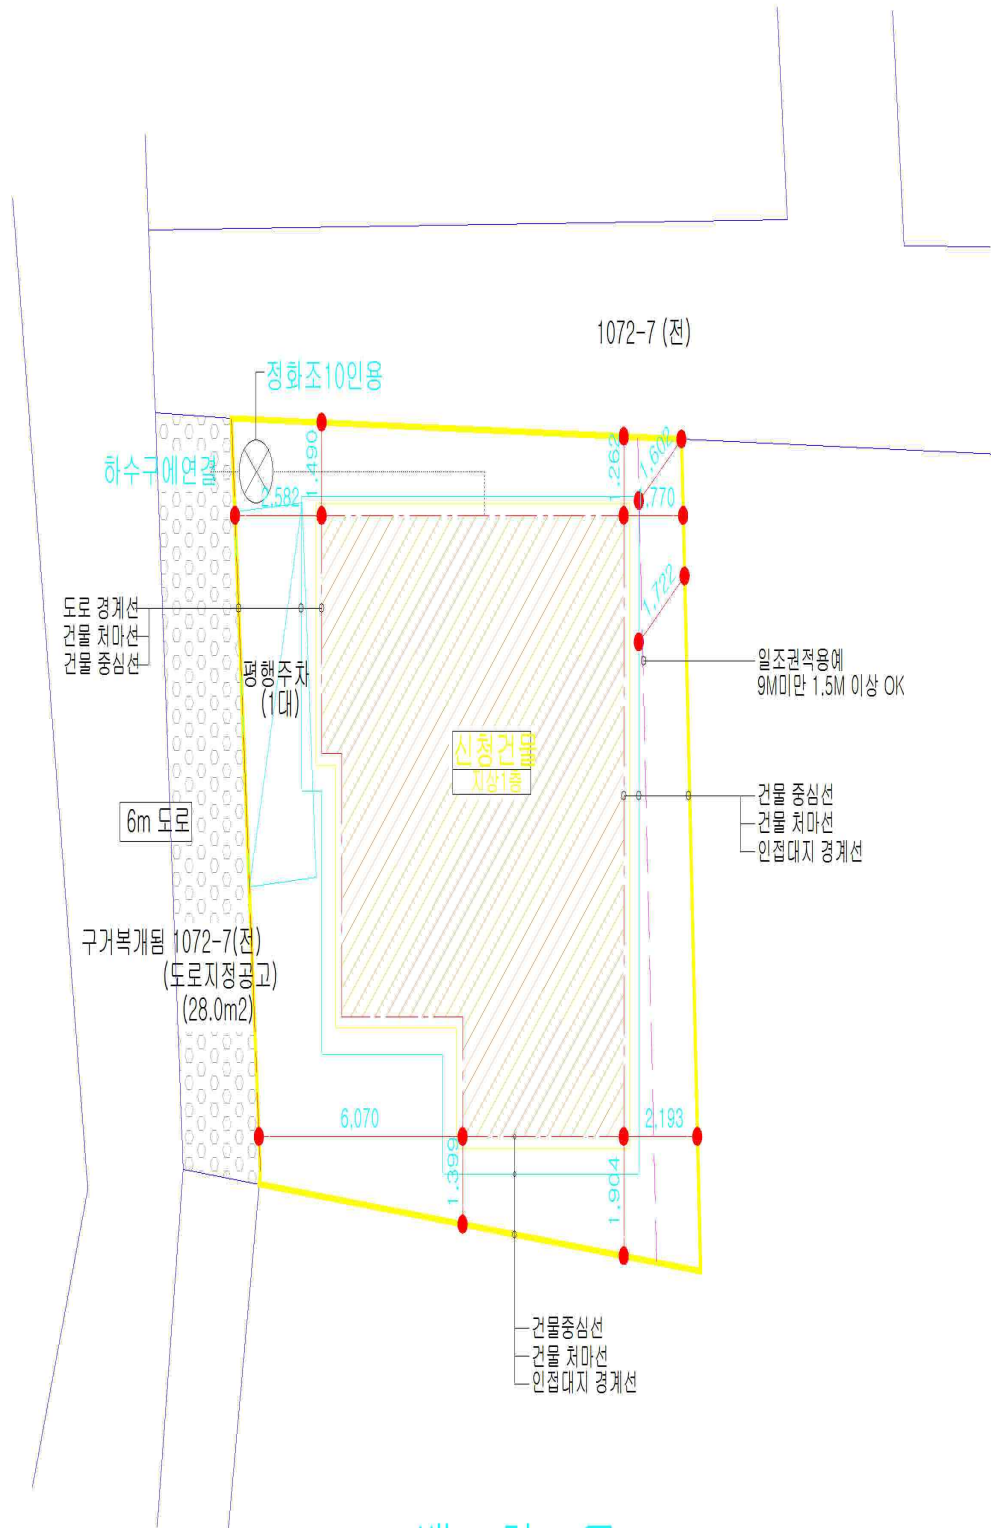 1072-7 (전)
정화조10인용
하수구에연결
1.490
1.262
1,602
2,582
1,722
도로 경계선
건물 처마선
건물 중심선
평행주차
(1대)
일조권적용예
9M미만 1.5M 이상 OK
신청건물
지상1층
건물 중심선
건물 처마선
인접대지 경계선
6m 도로
구거복개됨 1072-7(전)
(도로지정공고)
(28.0m2)
6,070
2,193
1.399
1.904
건물중심선
건물 처마선
인접대지 경계선